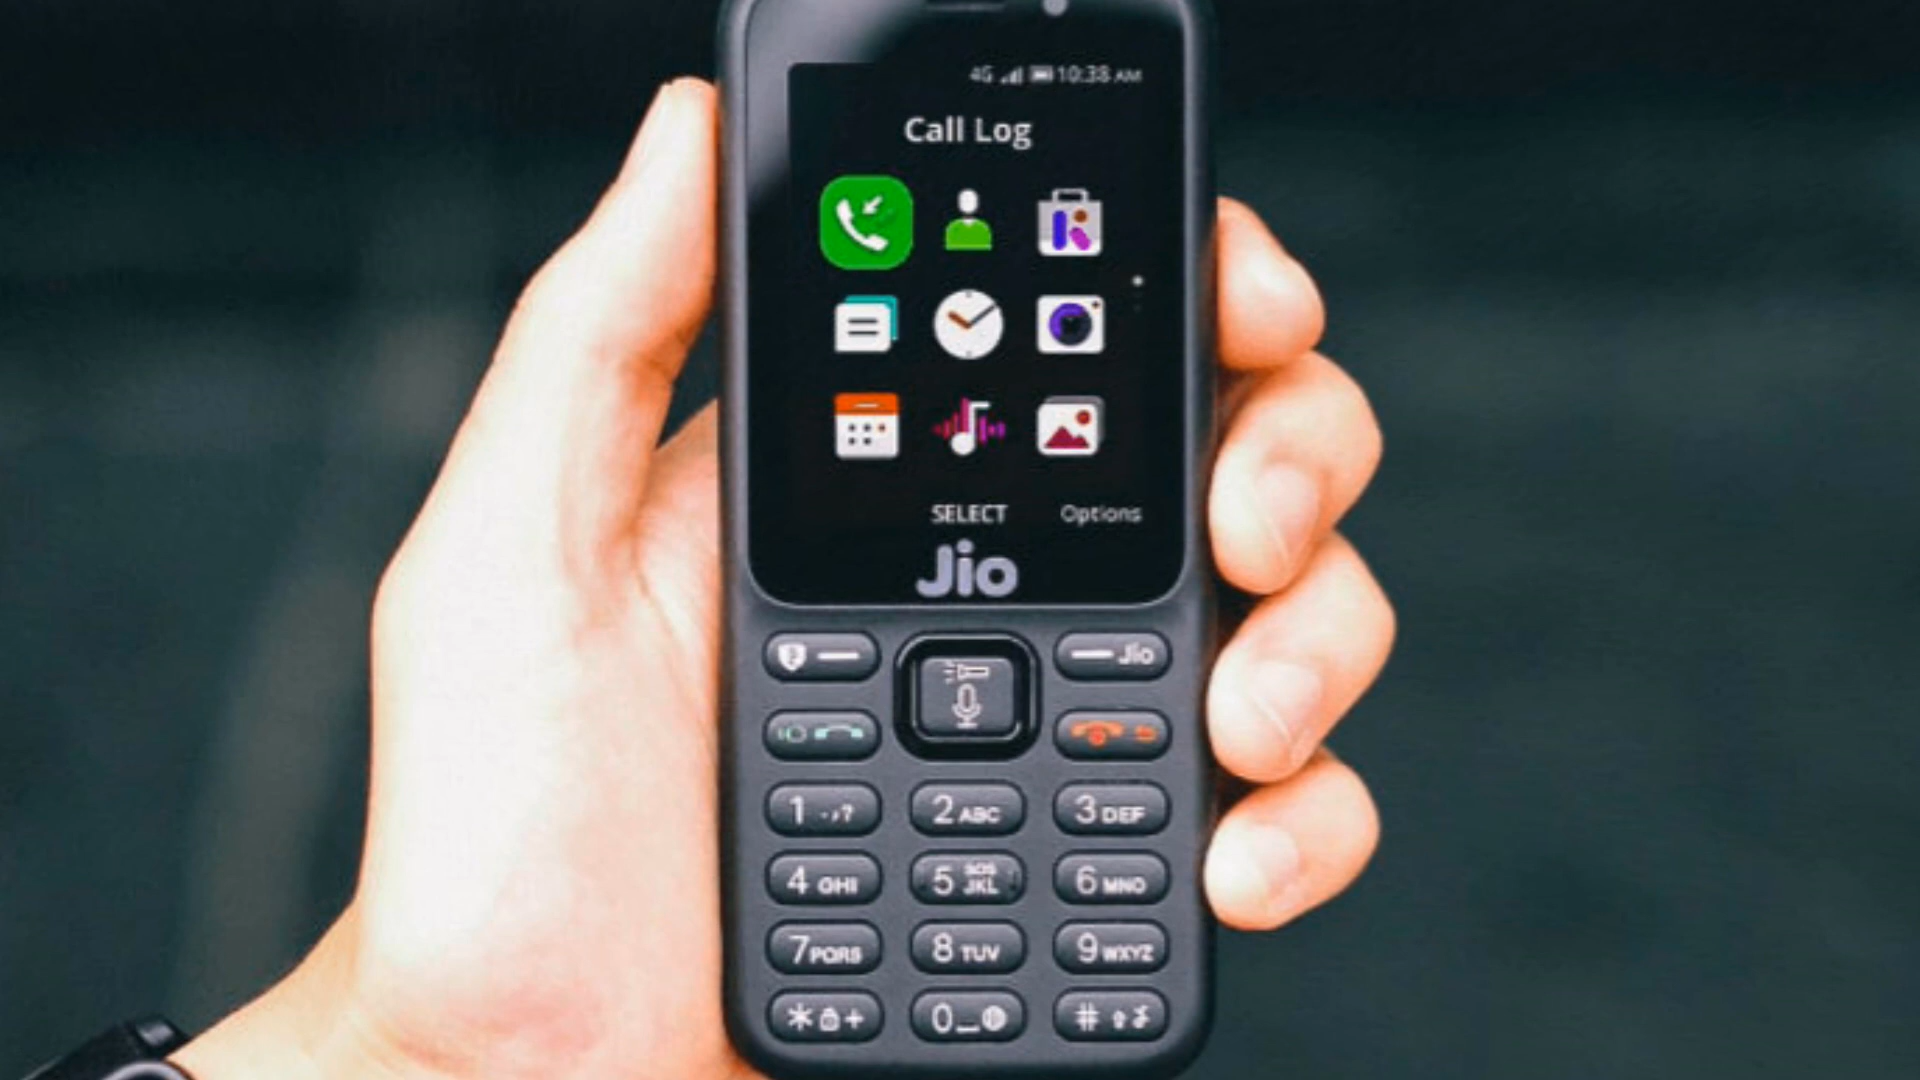 4G 10:38 AM
Call Log
SELECT Options
Jio
Jio
1 .,?
2 ABC
3 DEF
4 GHI
5 SOS JKL
6 MNO
7 PQRS
8 TUV
9 WXYZ
* +
0 _
#